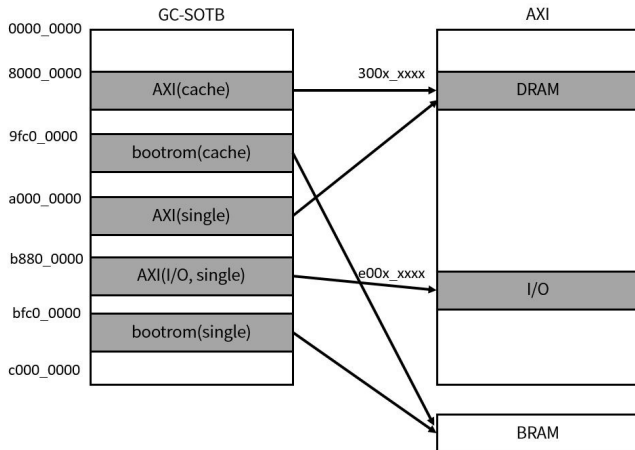 GC-SOTB
AXI
0000_0000
8000_0000
AXI(cache)
300x_xxxx
DRAM
9fc0_0000
bootrom(cache)
a000_0000
AXI(single)
b880_0000
AXI(I/O, single)
e00x_xxxx
I/O
bfc0_0000
bootrom(single)
c000_0000
BRAM